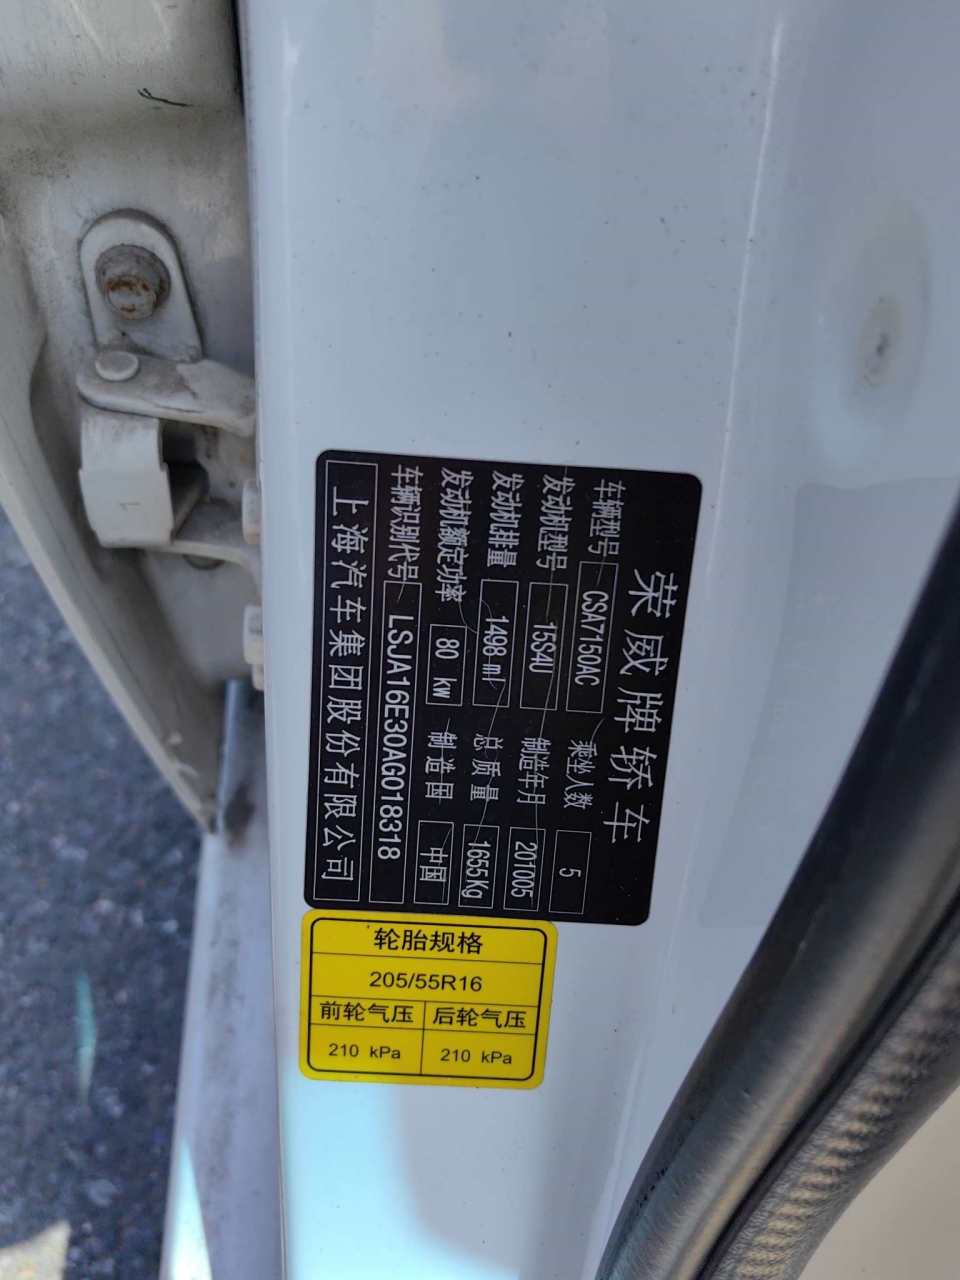 荣威牌轿车
车辆型号 CSA7150AC 乘坐人数 5
发动机型号 15S4U 制造年月 201005
发动机排量 1498 ml 总质量 1655Kg
发动机额定功率 80 kw 制造国 中国
车辆识别代号 LSJA16E30AG018318
上海汽车集团股份有限公司
轮胎规格
205/55R16
前轮气压 后轮气压
210 kPa 210 kPa